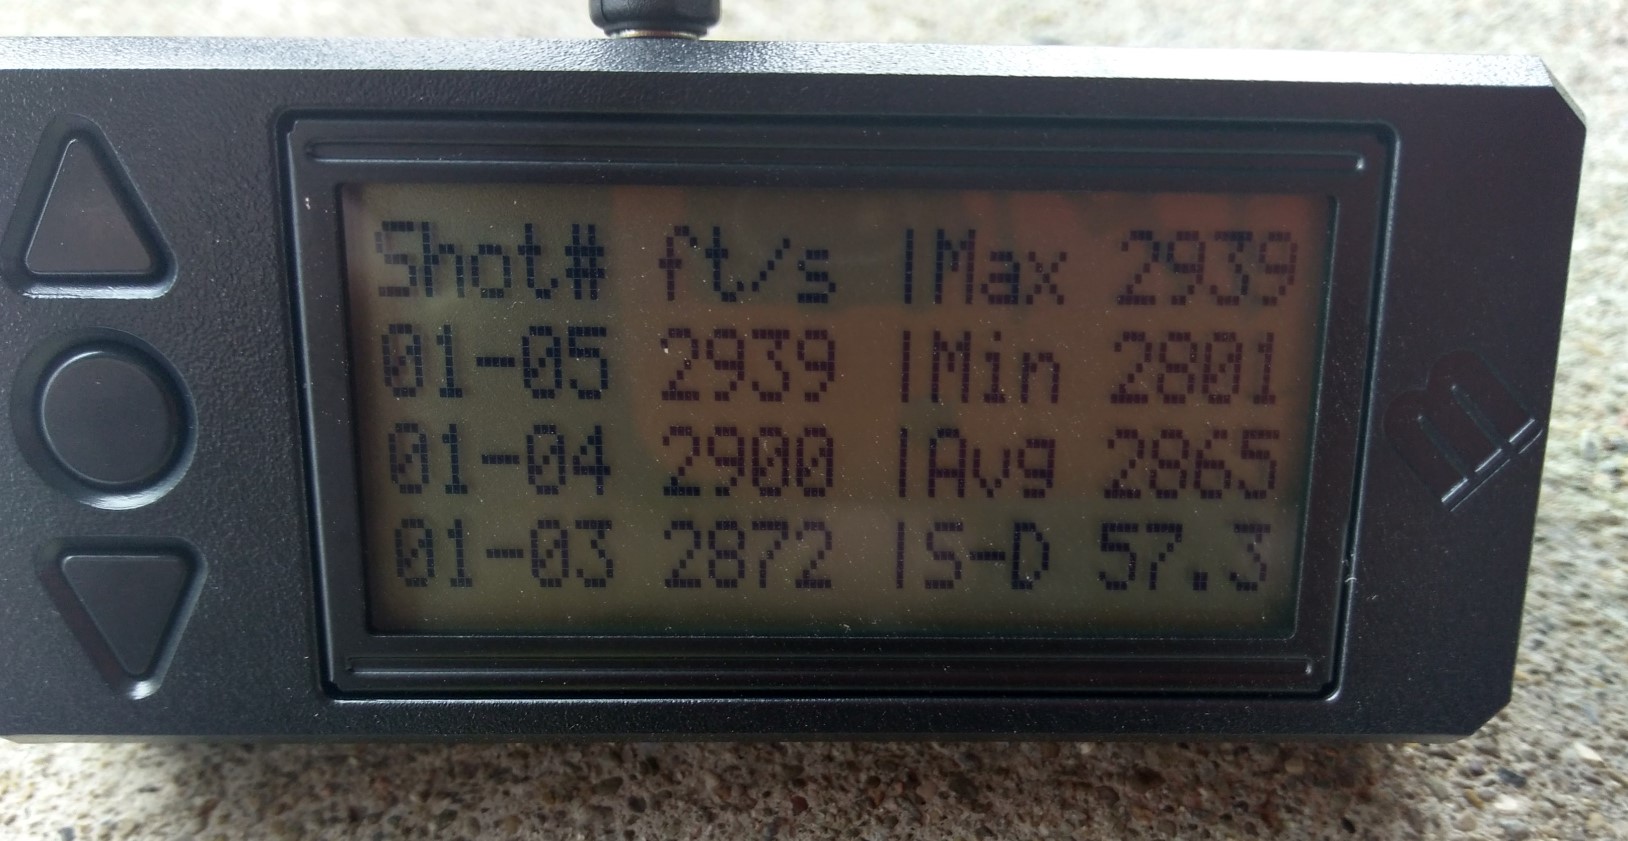 Shot# ft/s |Max 2939
01-05 2939 |Min 2801
01-04 2900 |Avg 2865
01-03 2872 |S-D 57.3